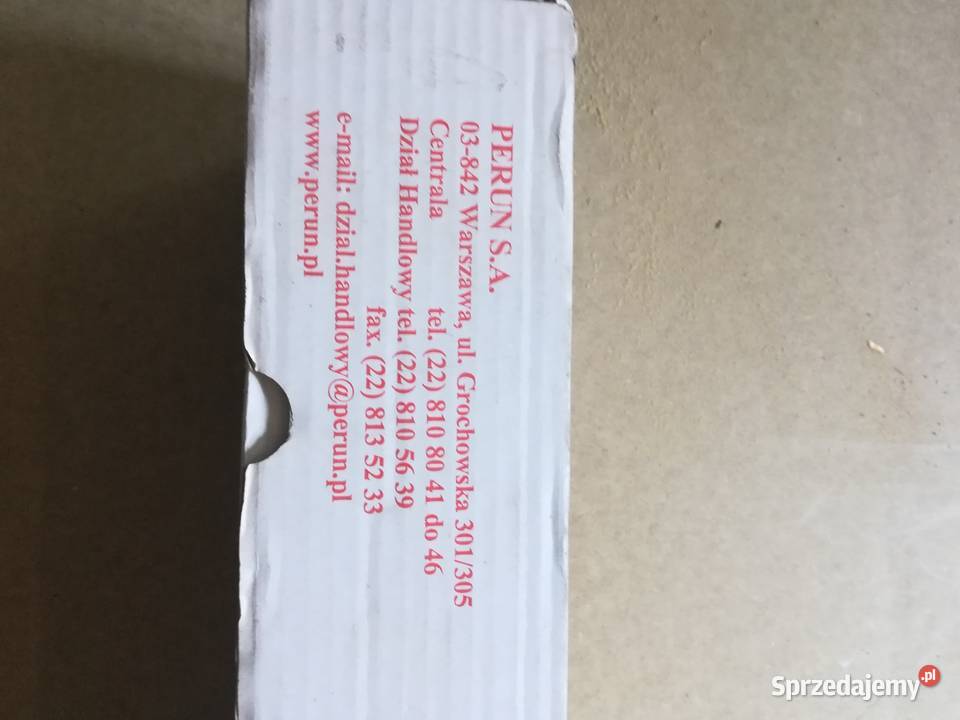 PERUN S.A.
03-842 Warszawa, ul. Grochowska 301/305
Centrala tel. (22) 810 80 41 do 46
Dział Handlowy tel. (22) 810 56 39
fax. (22) 813 52 33
e-mail: dzial.handlowy@perun.pl
www.perun.pl
Sprzedajemy.pl